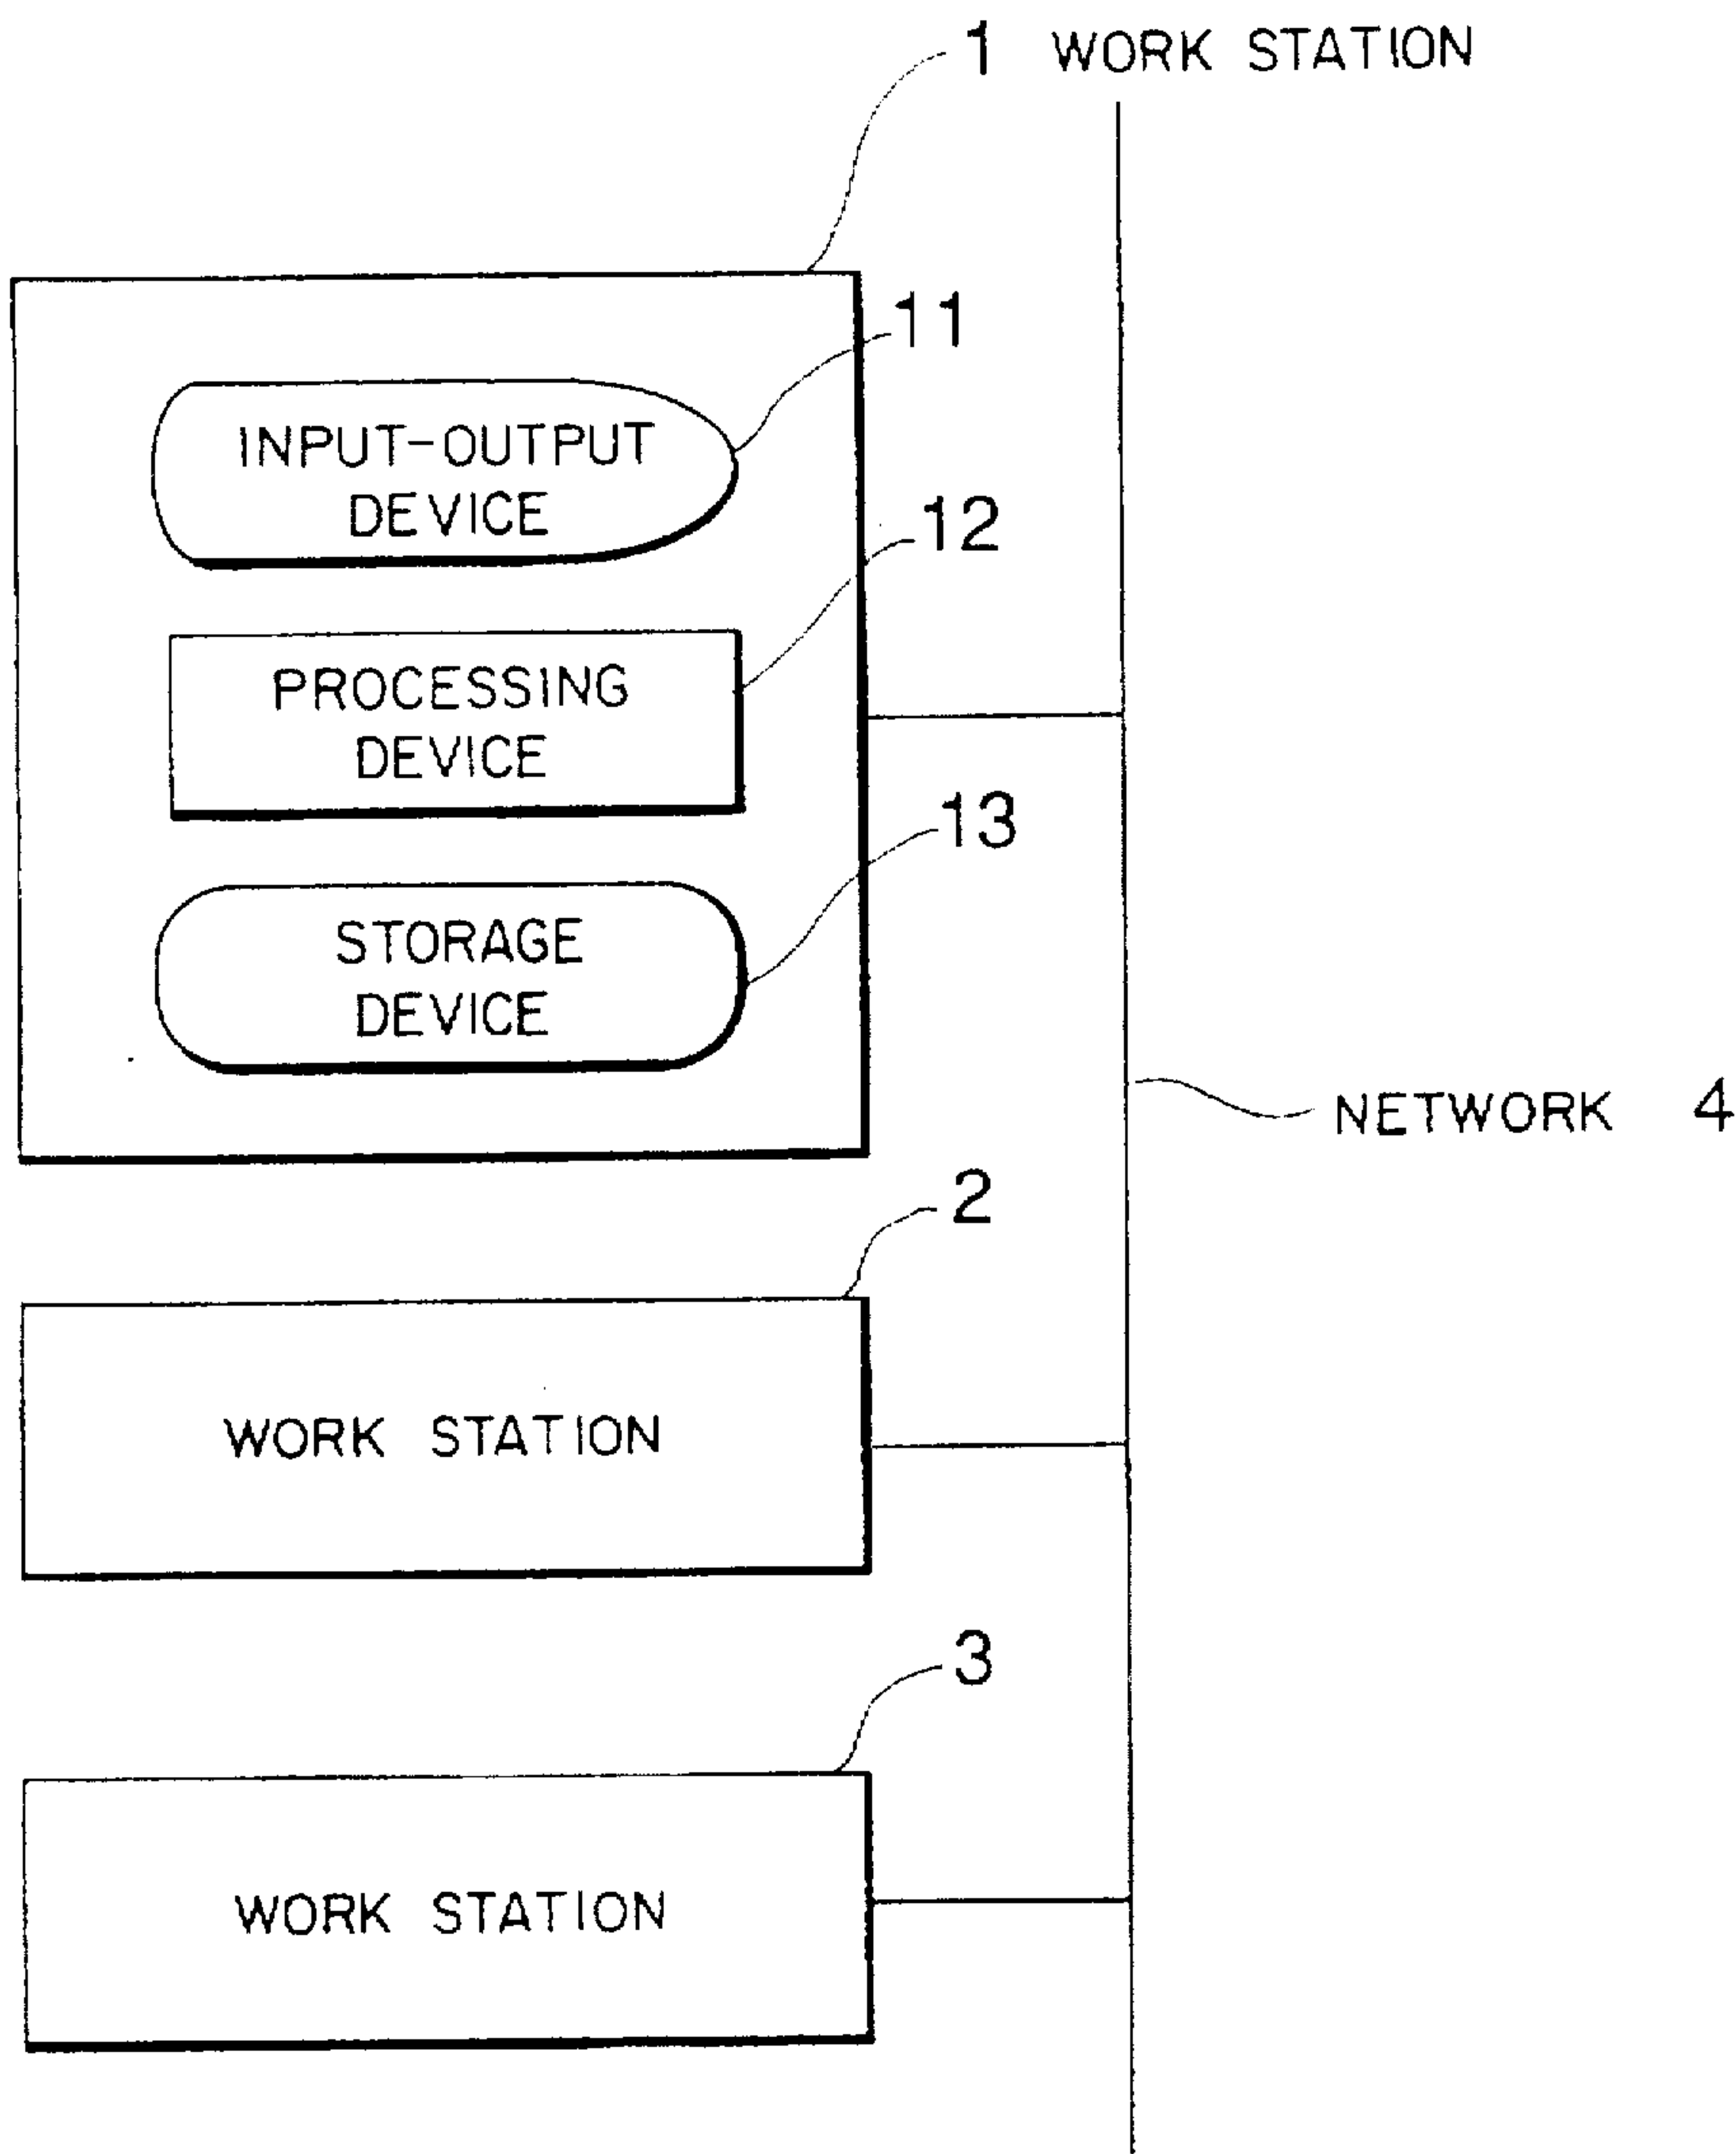 1 WORK STATION
11
INPUT-OUTPUT
DEVICE
12
PROCESSING
DEVICE
13
STORAGE
DEVICE
NETWORK 4
2
WORK STATION
3
WORK STATION